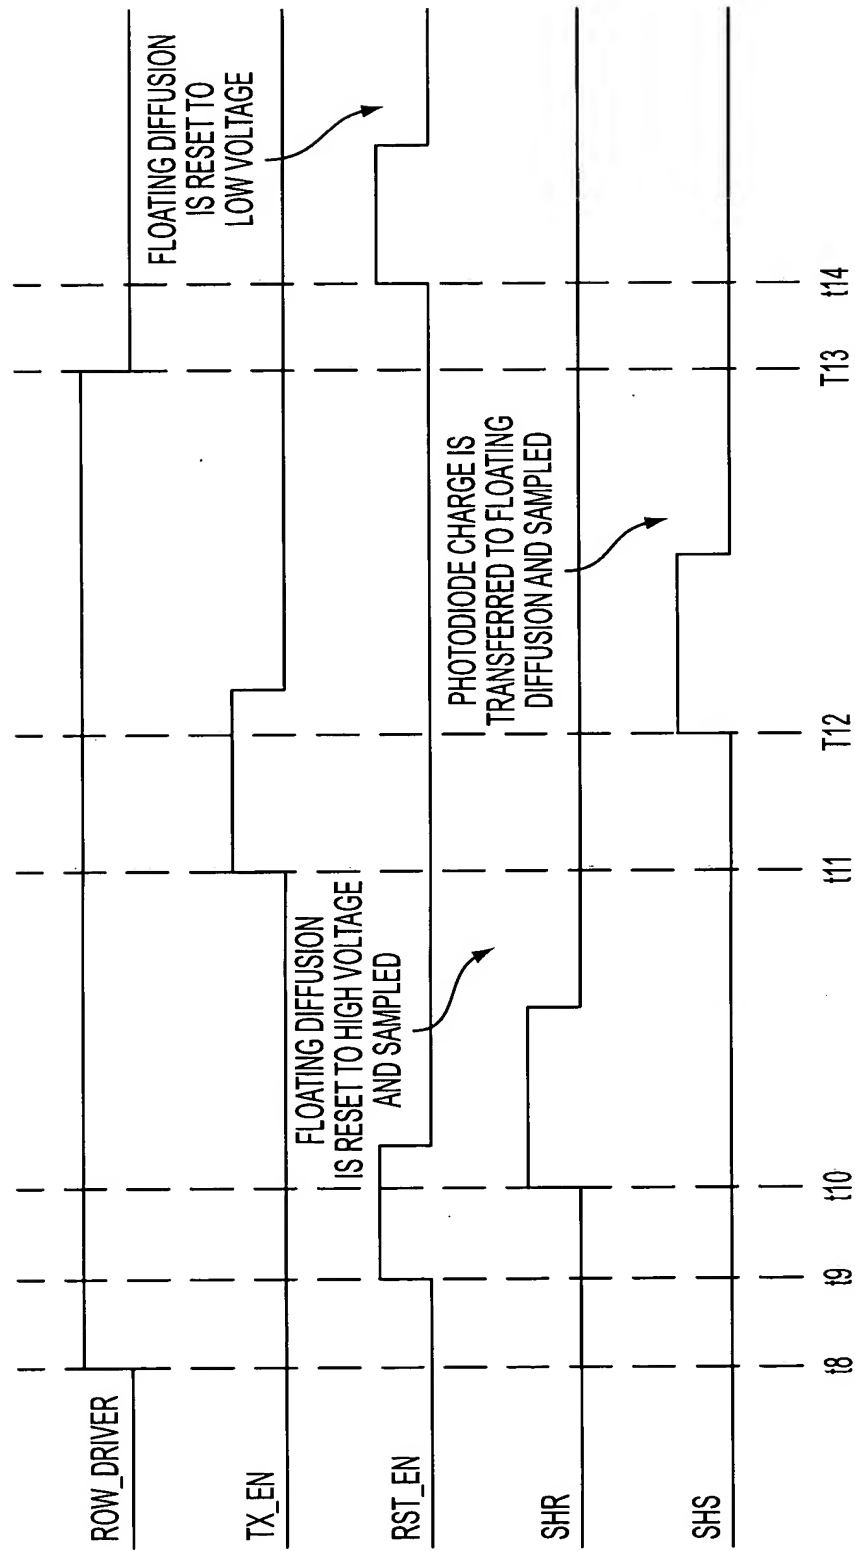 ROW_DRIVER
TX_EN
RST_EN
SHR
SHS
FLOATING DIFFUSION
IS RESET TO HIGH VOLTAGE
AND SAMPLED
PHOTODIODE CHARGE IS
TRANSFERRED TO FLOATING
DIFFUSION AND SAMPLED
FLOATING DIFFUSION
IS RESET TO
LOW VOLTAGE
t8
t9
t10
t11
T12
T13
t14